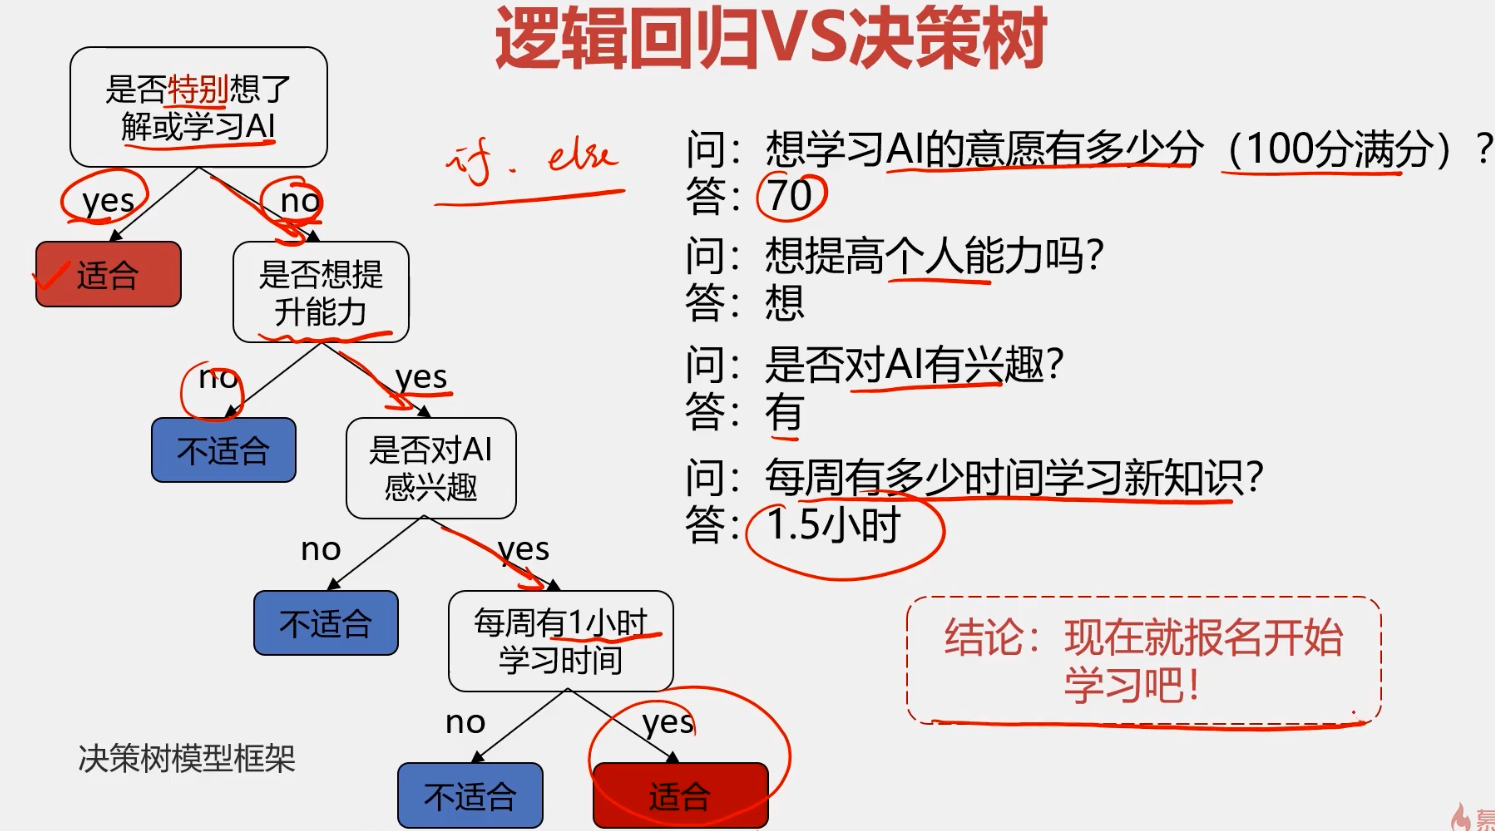 逻辑回归VS决策树
是否特别想了
解或学习AI
yes
no
适合
是否想提
升能力
no
yes
不适合
是否对AI
感兴趣
no
yes
不适合
每周有1小时
学习时间
no
yes
不适合
适合
决策树模型框架
if. else
问：想学习AI的意愿有多少分（100分满分）？
答：70
问：想提高个人能力吗？
答：想
问：是否对AI有兴趣？
答：有
问：每周有多少时间学习新知识？
答：1.5小时
结论：现在就报名开始
学习吧！
慕